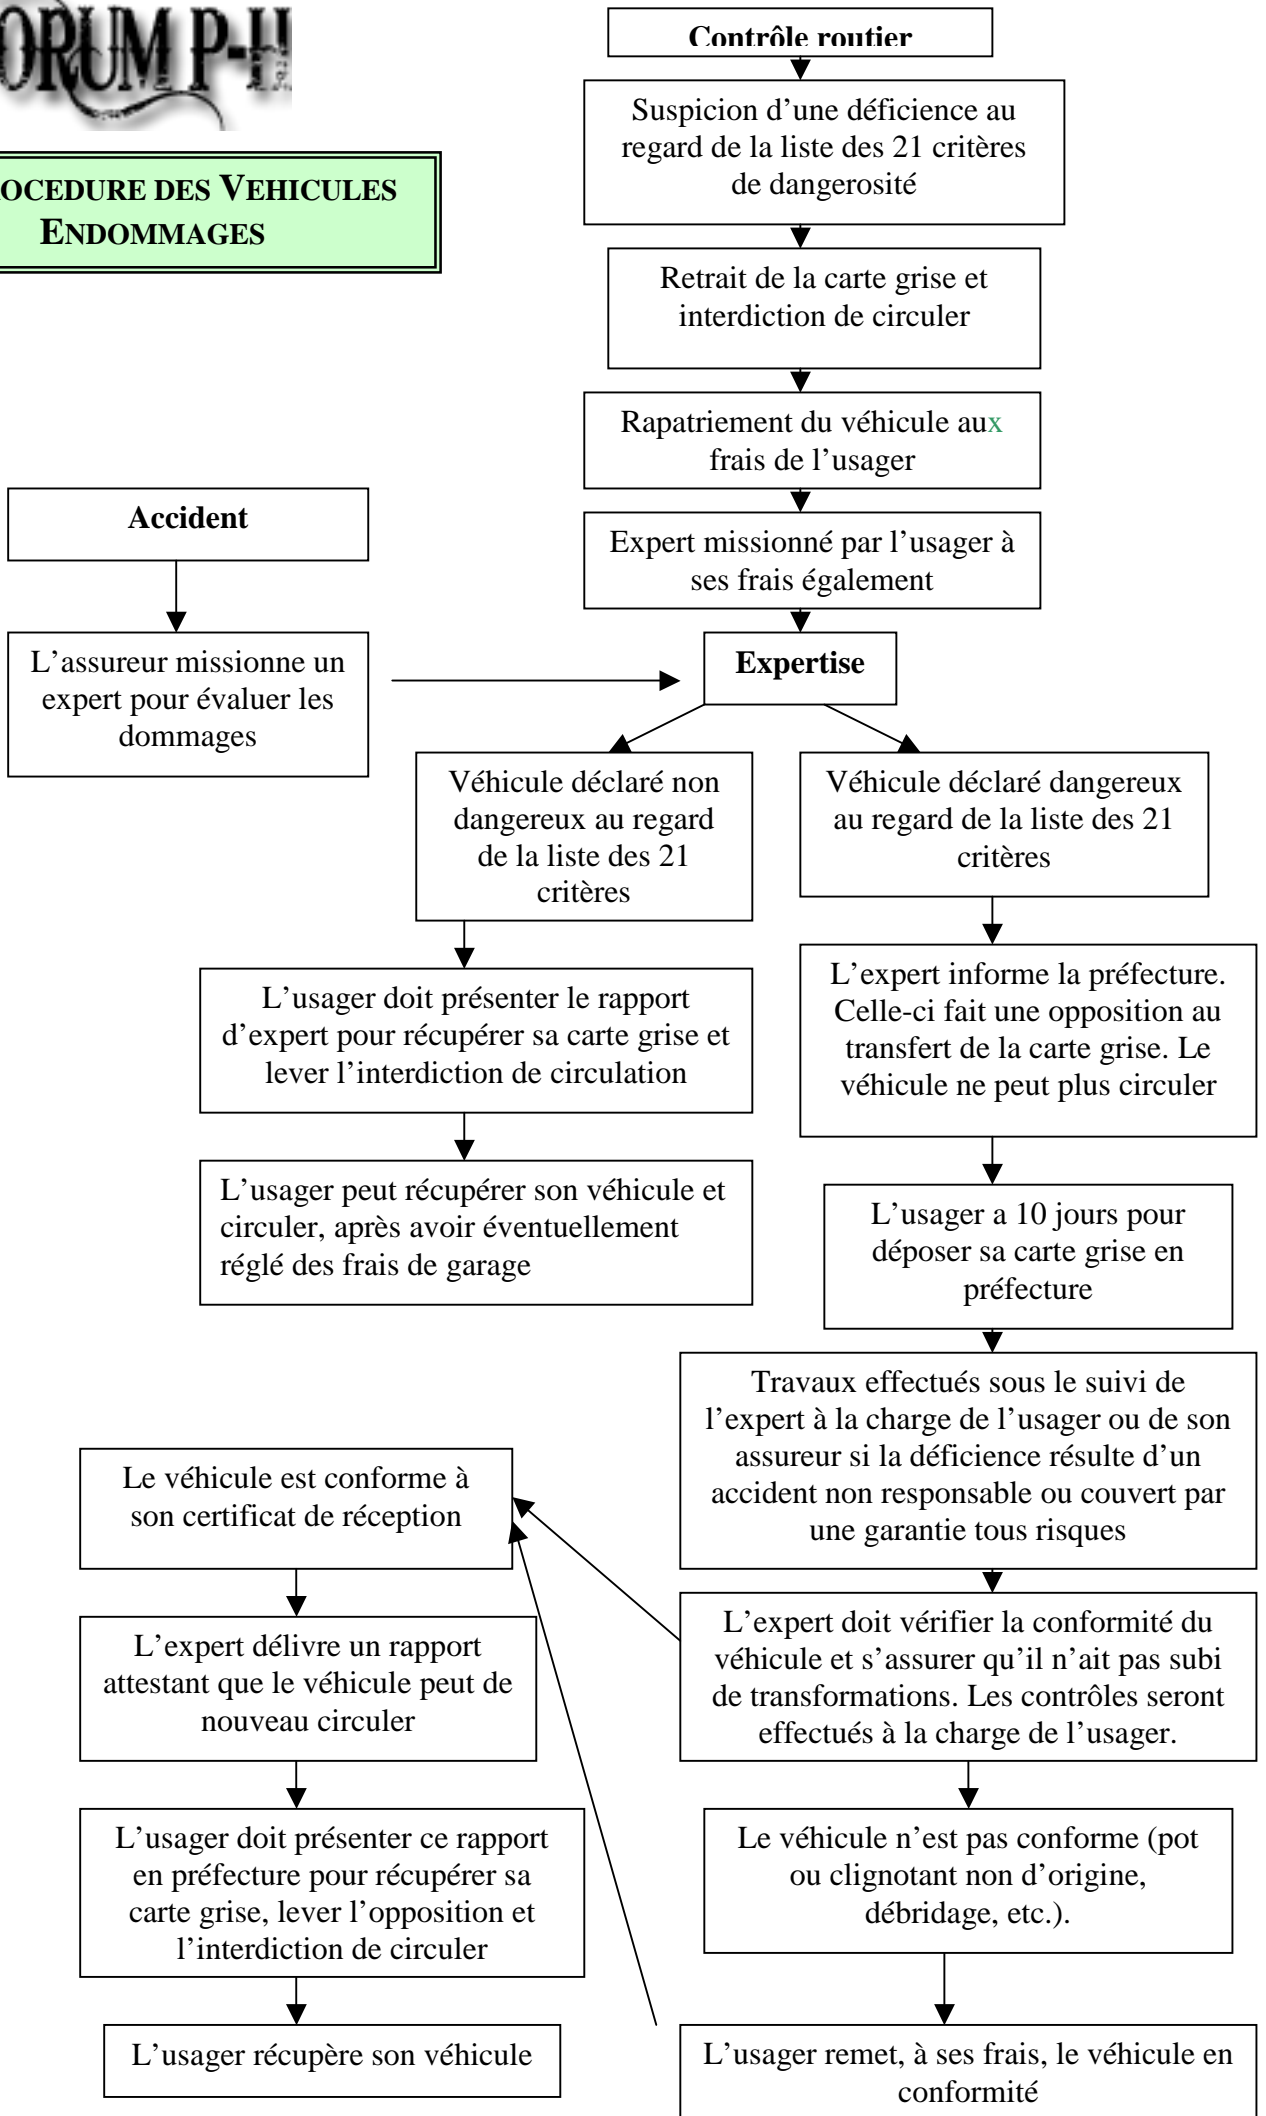 Contrôle routier
Suspicion d’une déficience au
regard de la liste des 21 critères
de dangerosité
DES VEHICULES
ENDOMMAGES
Retrait de la carte grise et
interdiction de circuler
Rapatriement du véhicule aux
frais de l’usager
Accident
Expert missionné par l’usager à
ses frais également
L’assureur missionne un
expert pour évaluer les
dommages
Expertise
Véhicule déclaré non
dangereux au regard
de la liste des 21
critères
Véhicule déclaré dangereux
au regard de la liste des 21
critères
L’usager doit présenter le rapport
d’expert pour récupérer sa carte grise et
lever l’interdiction de circulation
L’expert informe la préfecture.
Celle-ci fait une opposition au
transfert de la carte grise. Le
véhicule ne peut plus circuler
L’usager peut récupérer son véhicule et
circuler, après avoir éventuellement
réglé des frais de garage
L’usager a 10 jours pour
déposer sa carte grise en
préfecture
Travaux effectués sous le suivi de
l’expert à la charge de l’usager ou de son
assureur si la déficience résulte d’un
accident non responsable ou couvert par
une garantie tous risques
Le véhicule est conforme à
son certificat de réception
L’expert doit vérifier la conformité du
véhicule et s’assurer qu’il n’ait pas subi
de transformations. Les contrôles seront
effectués à la charge de l’usager.
L’expert délivre un rapport
attestant que le véhicule peut de
nouveau circuler
Le véhicule n’est pas conforme (pot
ou clignotant non d’origine,
débridage, etc.).
L’usager doit présenter ce rapport
en préfecture pour récupérer sa
carte grise, lever l’opposition et
l’interdiction de circuler
L’usager récupère son véhicule
L’usager remet, à ses frais, le véhicule en
conformité